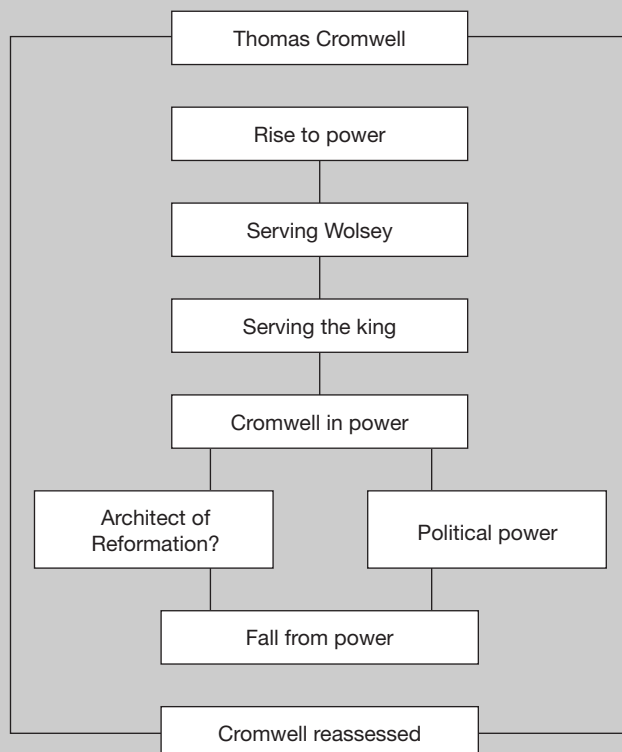 Thomas Cromwell
Rise to power
Serving Wolsey
Serving the king
Cromwell in power
Architect of
Reformation?
Political power
Fall from power
Cromwell reassessed